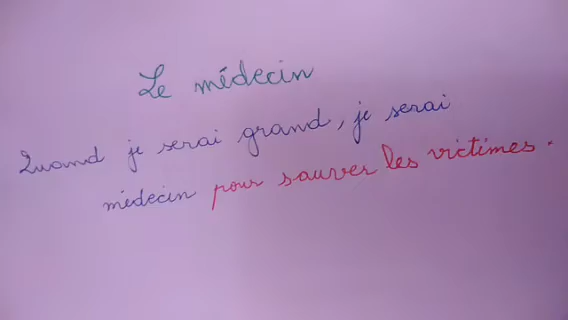 Le médecin
Quand je serai grand, je serai
médecin pour sauver les victimes.